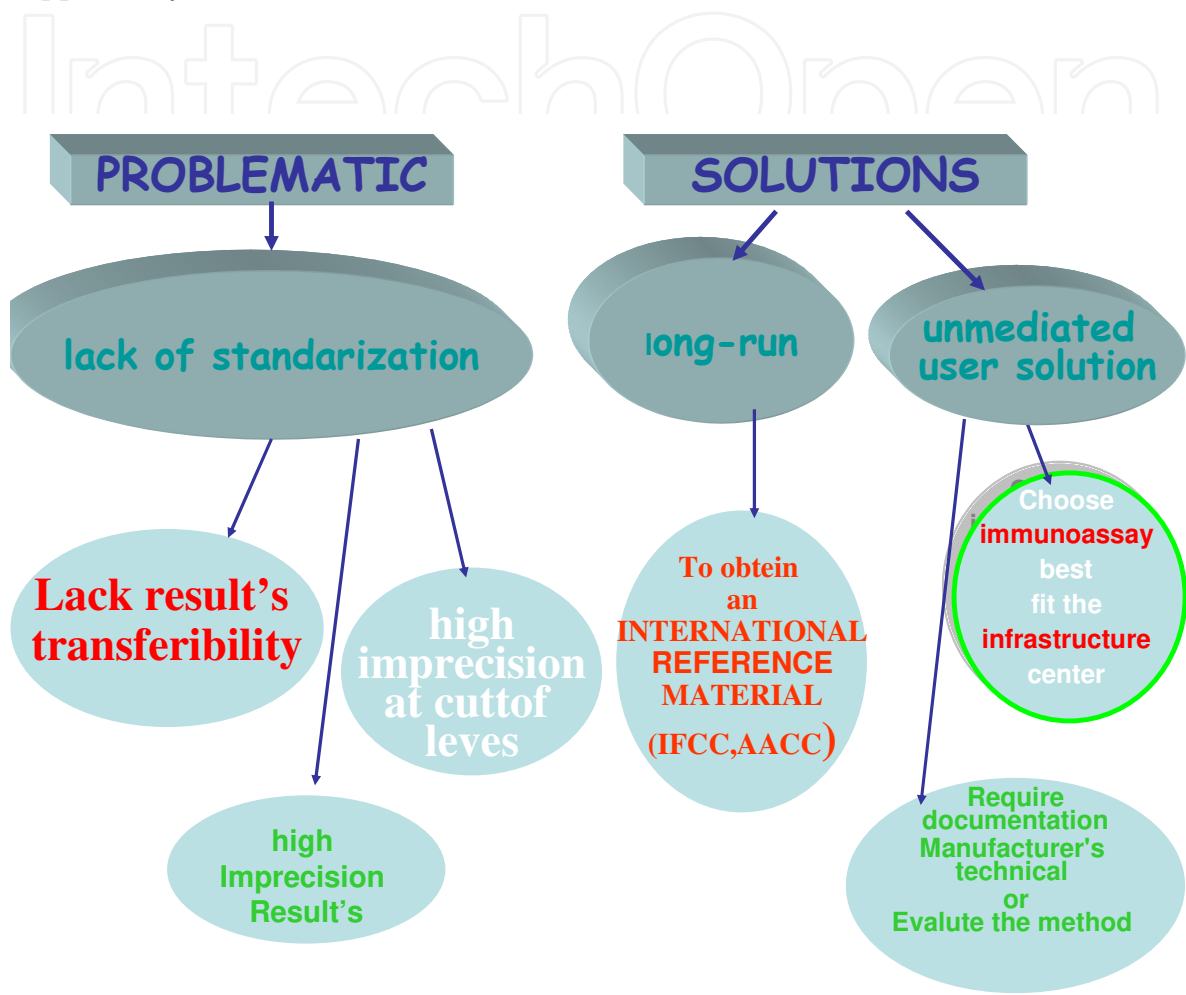 IntechOpen
PROBLEMATIC
lack of standarization
Lack result's
transferibility
high
Imprecision
Result's
high
imprecision
at cuttof
leves
SOLUTIONS
long-run
To obtein
an
INTERNATIONAL
REFERENCE
MATERIAL
(IFCC,AACC)
unmediated
user solution
Choose
immunoassay
best
fit the
infrastructure
center
Require
documentation
Manufacturer's
technical
or
Evalute the method